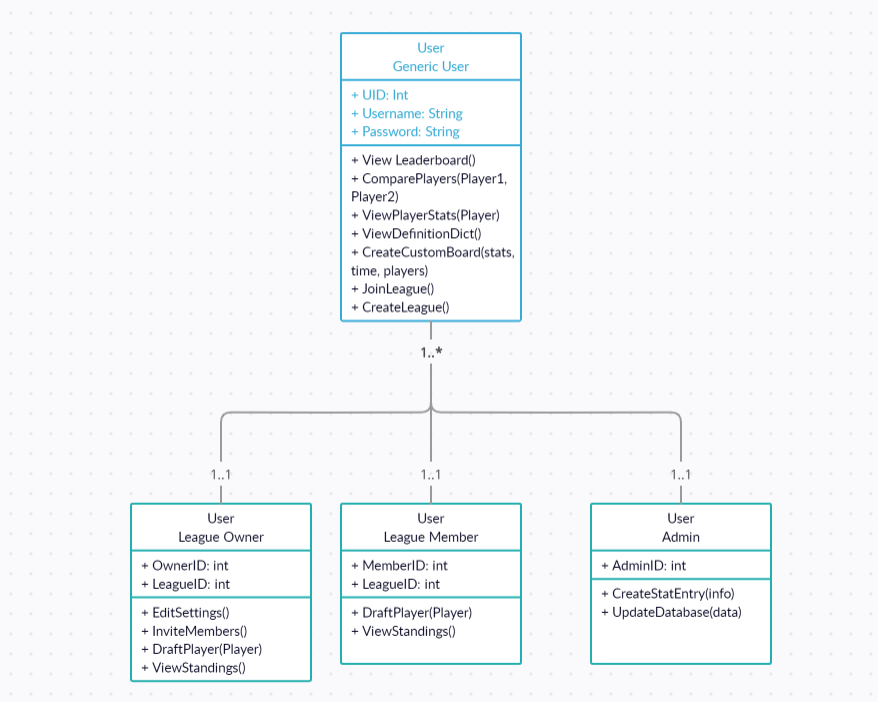 User
Generic User
+ UID: Int
+ Username: String
+ Password: String
+ View Leaderboard()
+ ComparePlayers(Player1,
Player2)
+ ViewPlayerStats(Player)
+ ViewDefinitionDict()
+ CreateCustomBoard(stats,
time, players)
+ JoinLeague()
+ CreateLeague()
1..*
1..1
1..1
1..1
User
League Owner
+ OwnerID: int
+ LeagueID: int
+ EditSettings()
+ InviteMembers()
+ DraftPlayer(Player)
+ ViewStandings()
User
League Member
+ MemberID: int
+ LeagueID: int
+ DraftPlayer(Player)
+ ViewStandings()
User
Admin
+ AdminID: int
+ CreateStatEntry(info)
+ UpdateDatabase(data)